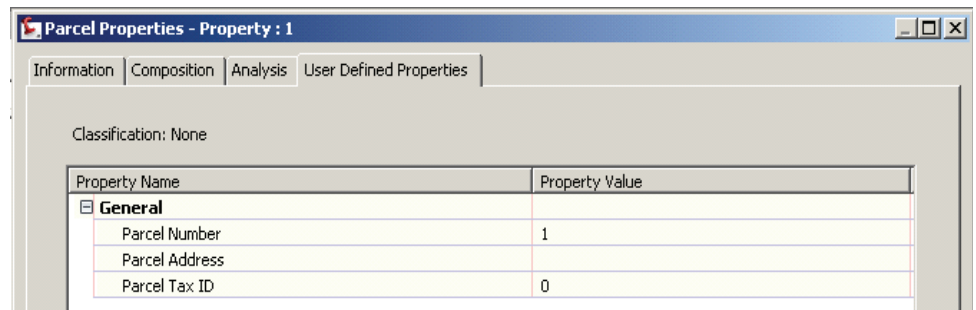 Parcel Properties - Property : 1
Information Composition Analysis User Defined Properties
Classification: None
Property Name Property Value
General
Parcel Number 1
Parcel Address
Parcel Tax ID 0